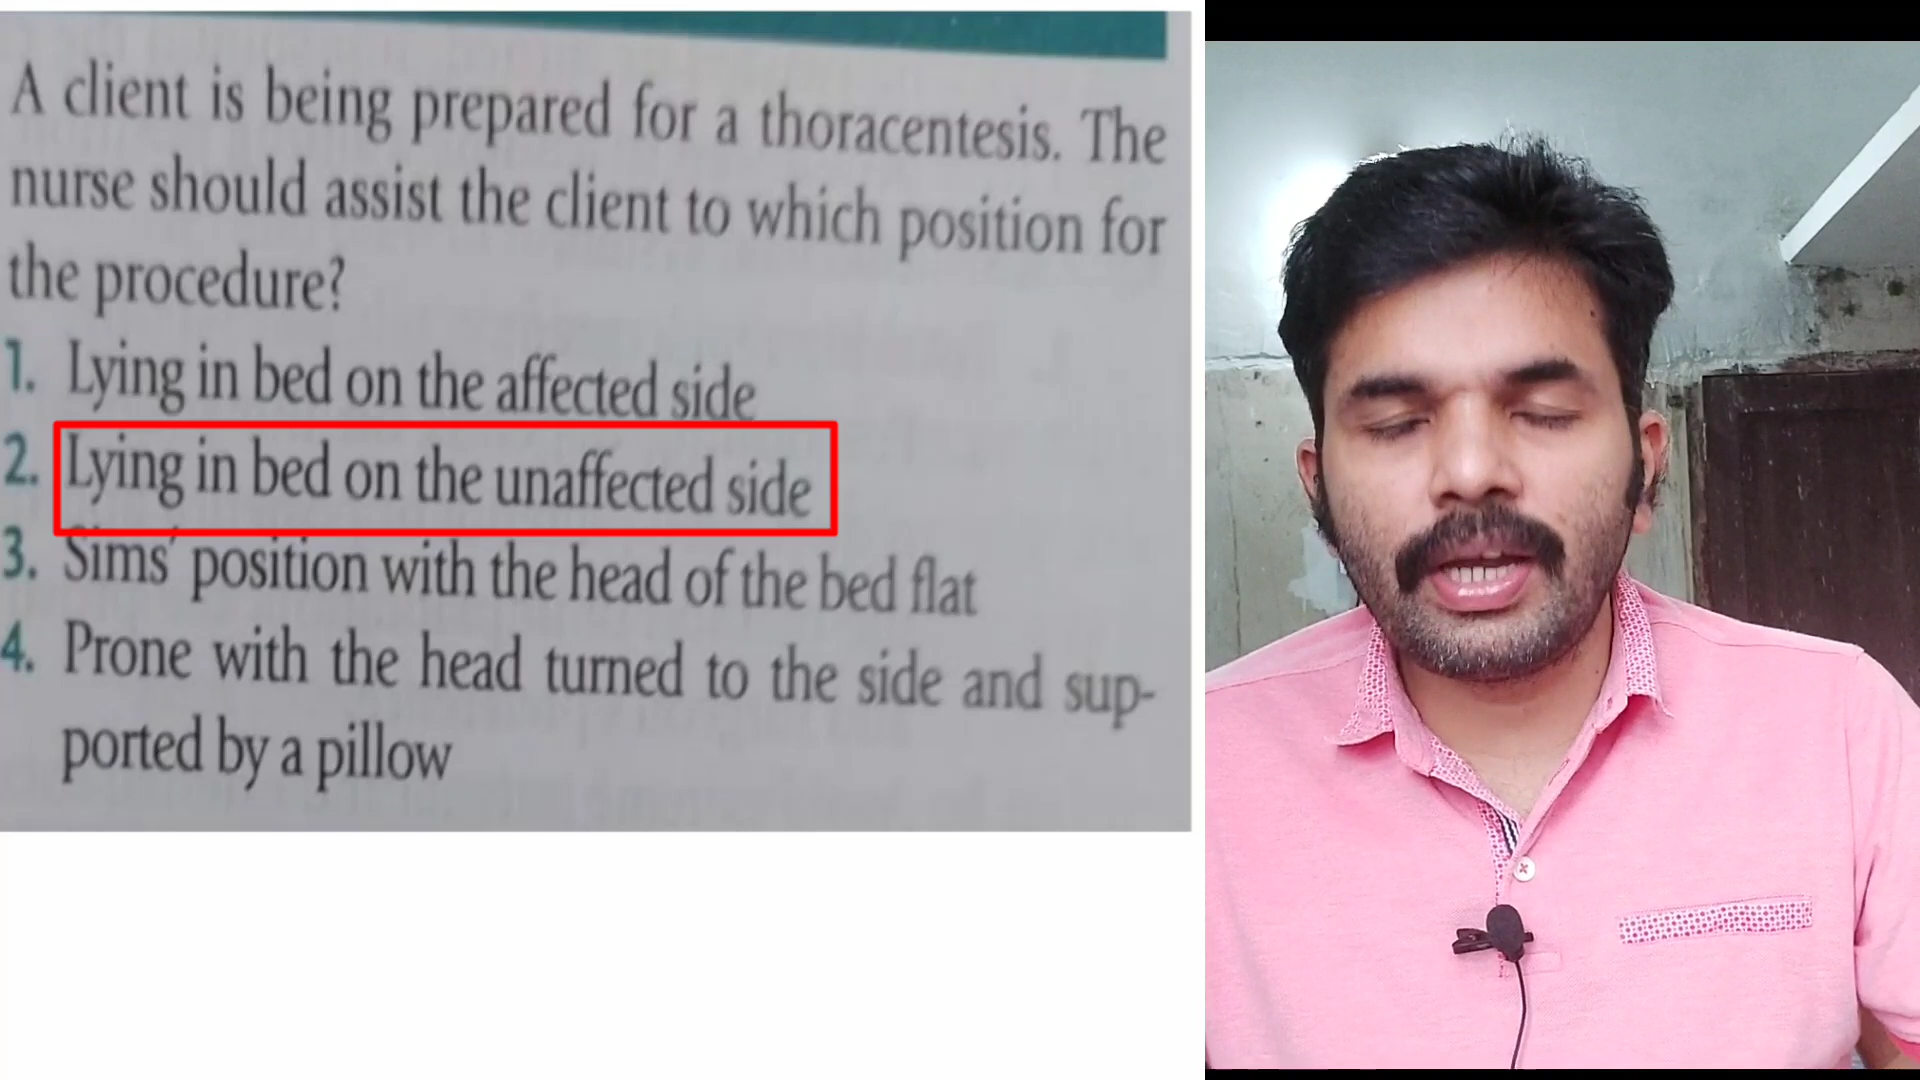 A client is being prepared for a thoracentesis. The
nurse should assist the client to which position for
the procedure?
1. Lying in bed on the affected side
2. Lying in bed on the unaffected side
3. Sims' position with the head of the bed flat
4. Prone with the head turned to the side and sup-
ported by a pillow